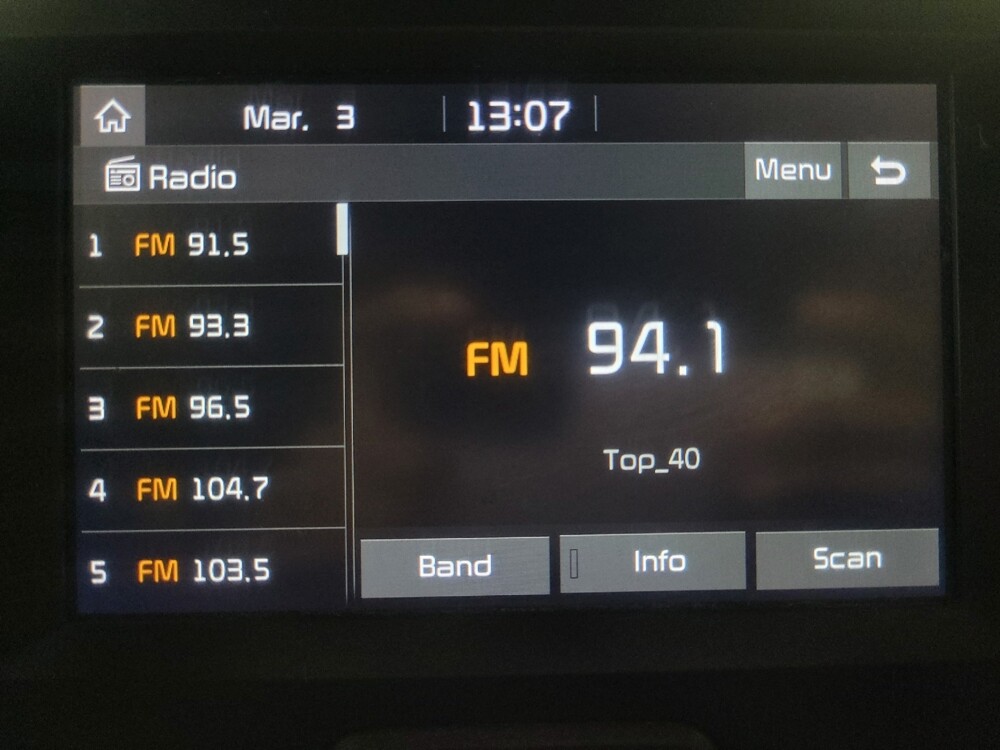 Mar. 3 13:07
Radio Menu
1 FM 91.5
2 FM 93.3
3 FM 96.5
4 FM 104.7
5 FM 103.5
FM 94.1
Top_40
Band Info Scan